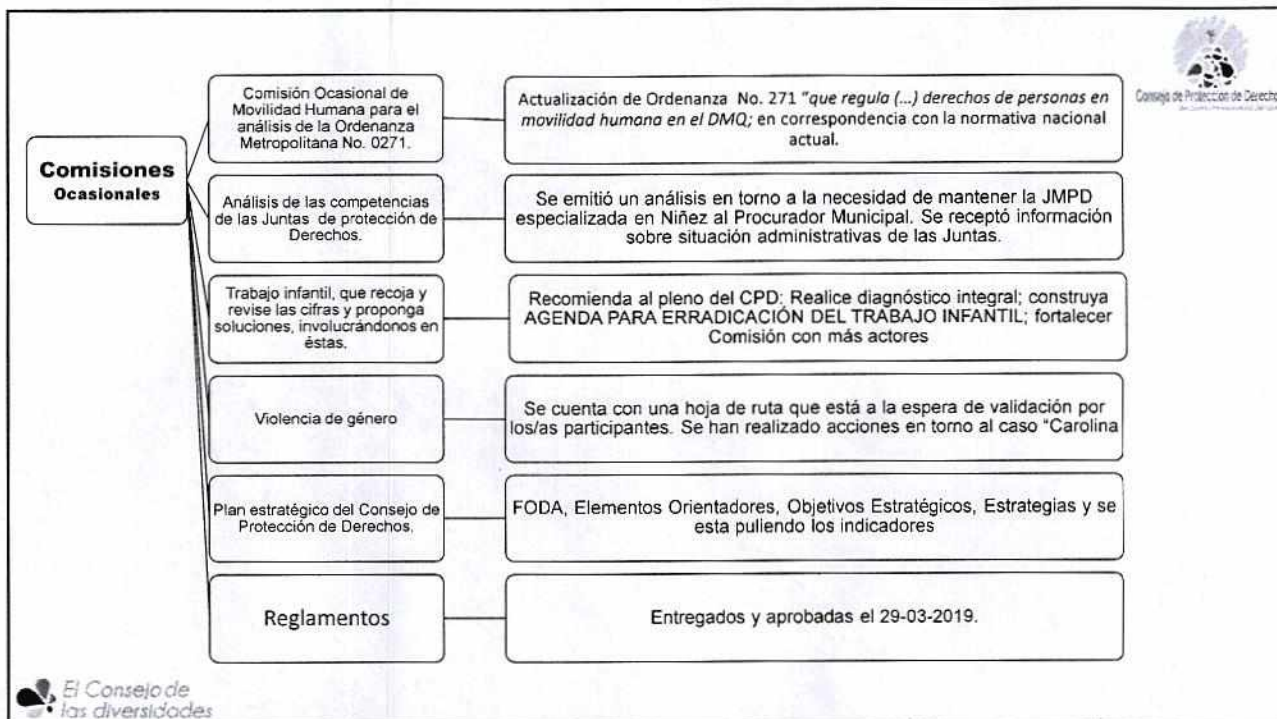 Consejo de Protección de Derechos
Comisiones
Ocasionales
Comisión Ocasional de
Movilidad Humana para el
análisis de la Ordenanza
Metropolitana No. 0271.
Actualización de Ordenanza No. 271 "que regula (...) derechos de personas en
movilidad humana en el DMQ; en correspondencia con la normativa nacional
actual.
Análisis de las competencias
de las Juntas de protección de
Derechos.
Se emitió un análisis en torno a la necesidad de mantener la JMPD
especializada en Niñez al Procurador Municipal. Se receptó información
sobre situación administrativas de las Juntas.
Trabajo infantil, que recoja y
revise las cifras y proponga
soluciones, involucrándonos en
éstas.
Recomienda al pleno del CPD: Realice diagnóstico integral; construya
AGENDA PARA ERRADICACIÓN DEL TRABAJO INFANTIL; fortalecer
Comisión con más actores
Violencia de género
Se cuenta con una hoja de ruta que está a la espera de validación por
los/as participantes. Se han realizado acciones en torno al caso "Carolina
Plan estratégico del Consejo de
Protección de Derechos.
FODA, Elementos Orientadores, Objetivos Estratégicos, Estrategias y se
esta puliendo los indicadores
Reglamentos
Entregados y aprobadas el 29-03-2019.
El Consejo de
las diversidades